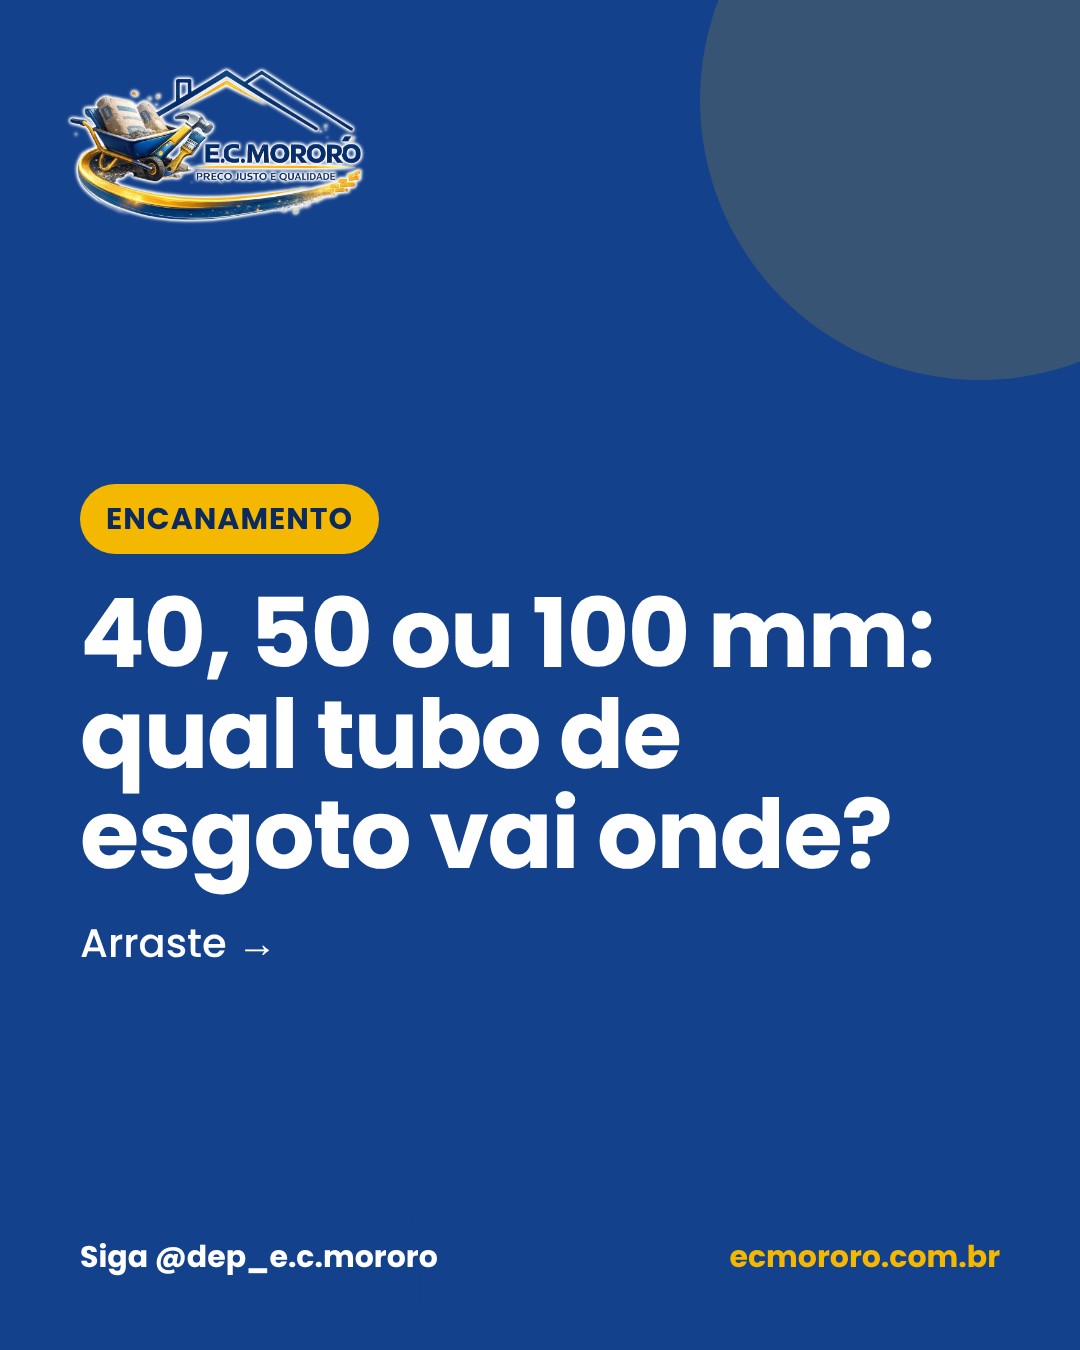 E.C.MORORÓ
PREÇO JUSTO E QUALIDADE
ENCANAMENTO
40, 50 ou 100 mm:
qual tubo de
esgoto vai onde?
Arraste →
Siga @dep_e.c.mororo
ecmororo.com.br